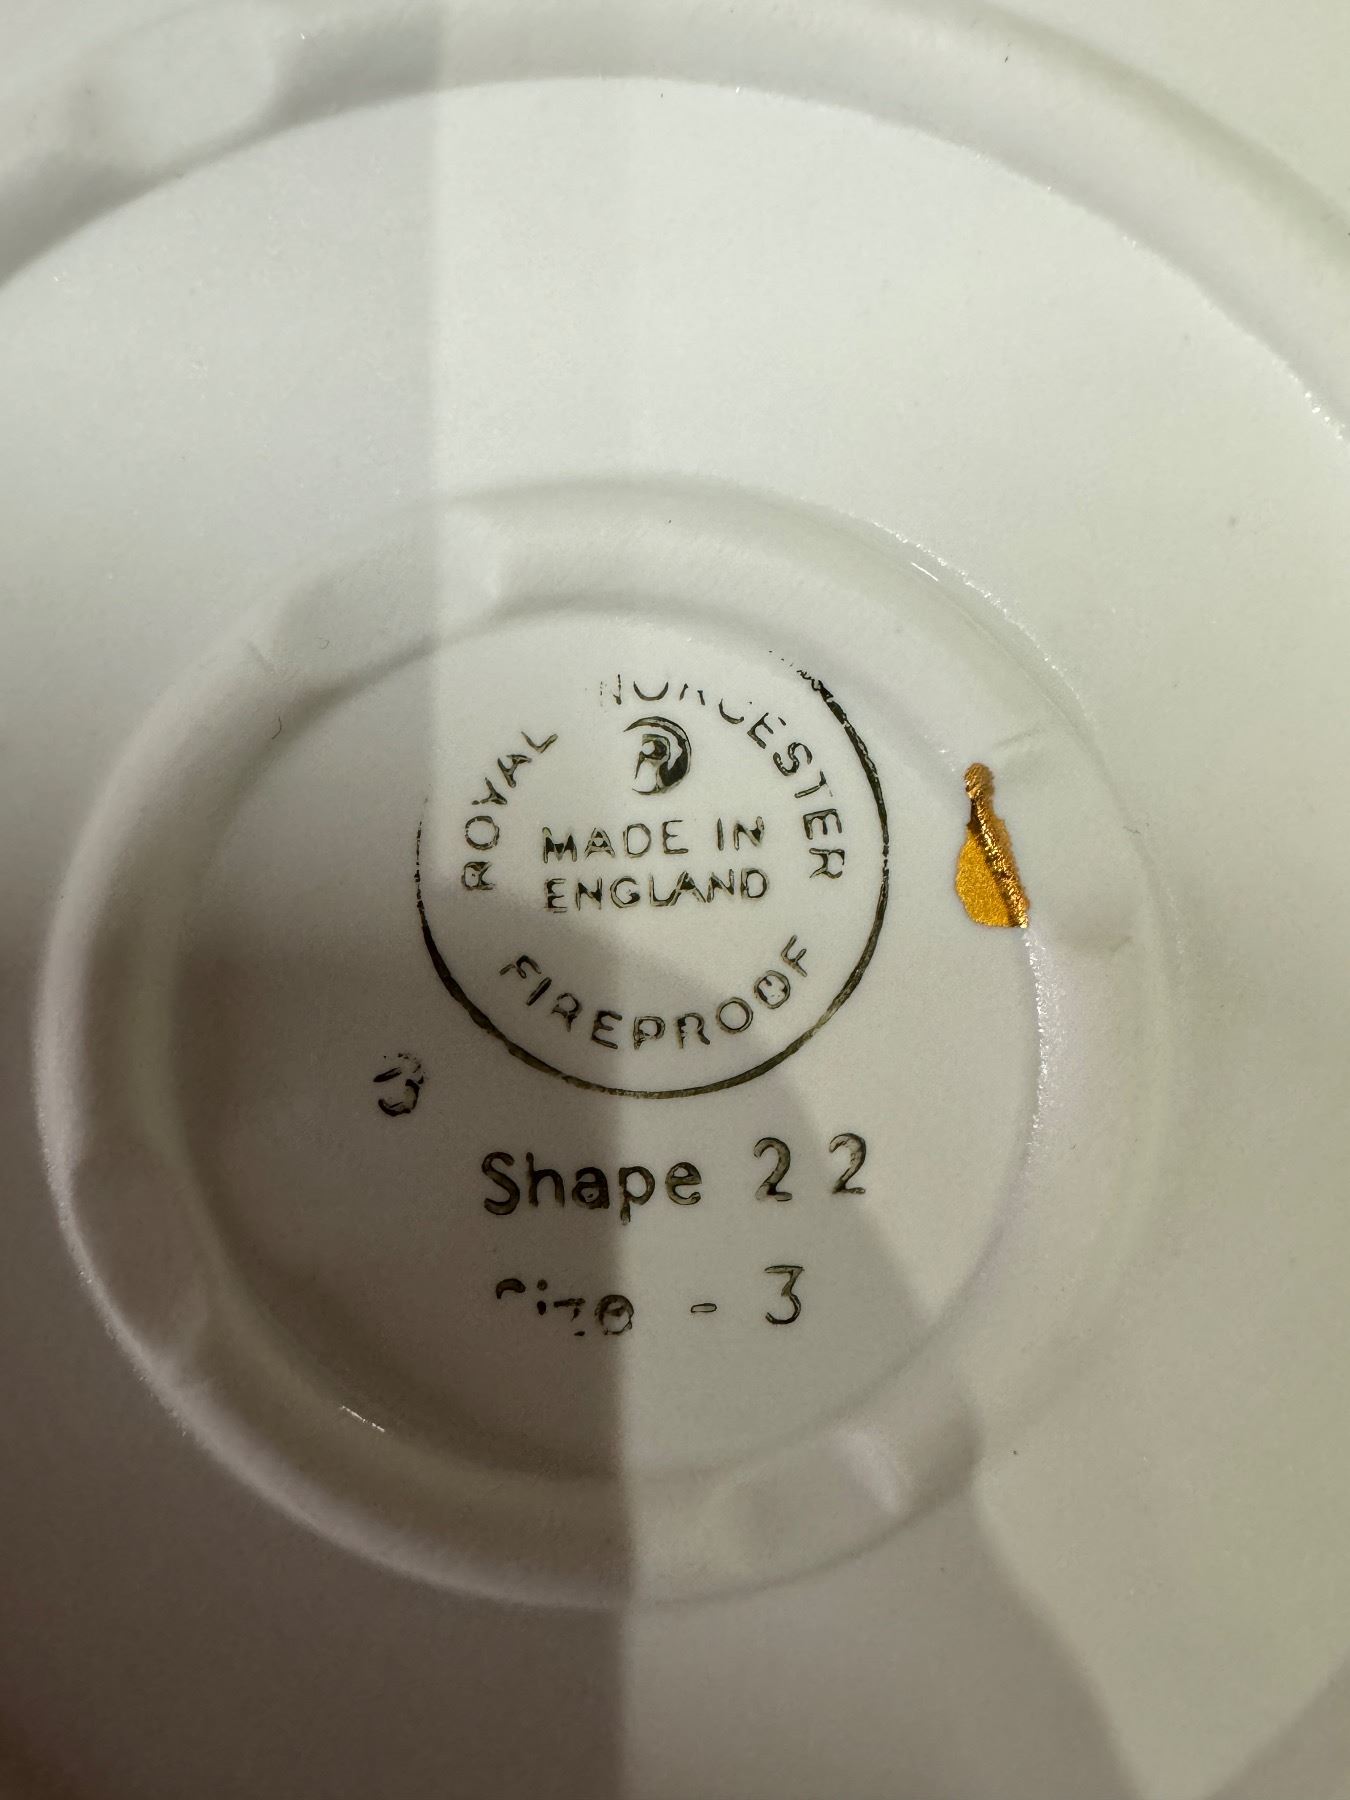 ROYAL WORCESTER
R
MADE IN
ENGLAND
FIREPROOF
3
Shape 22
Size - 3